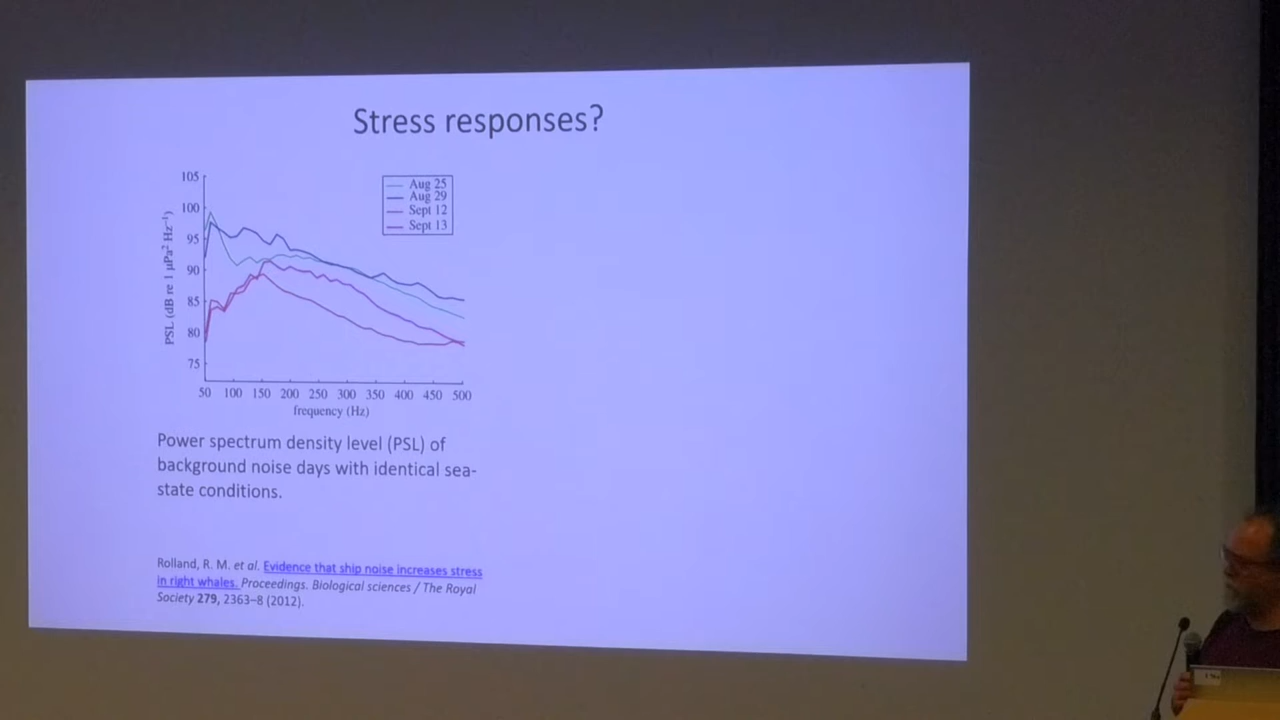 Stress responses?
105
100
95
90
85
80
75
PSL (dB re 1 µPa² Hz⁻¹)
Aug 25
Aug 29
Sept 12
Sept 13
50 100 150 200 250 300 350 400 450 500
frequency (Hz)
Power spectrum density level (PSL) of
background noise days with identical sea-
state conditions.
Rolland, R. M. et al. Evidence that ship noise increases stress
in right whales. Proceedings. Biological sciences / The Royal
Society 279, 2363–8 (2012).